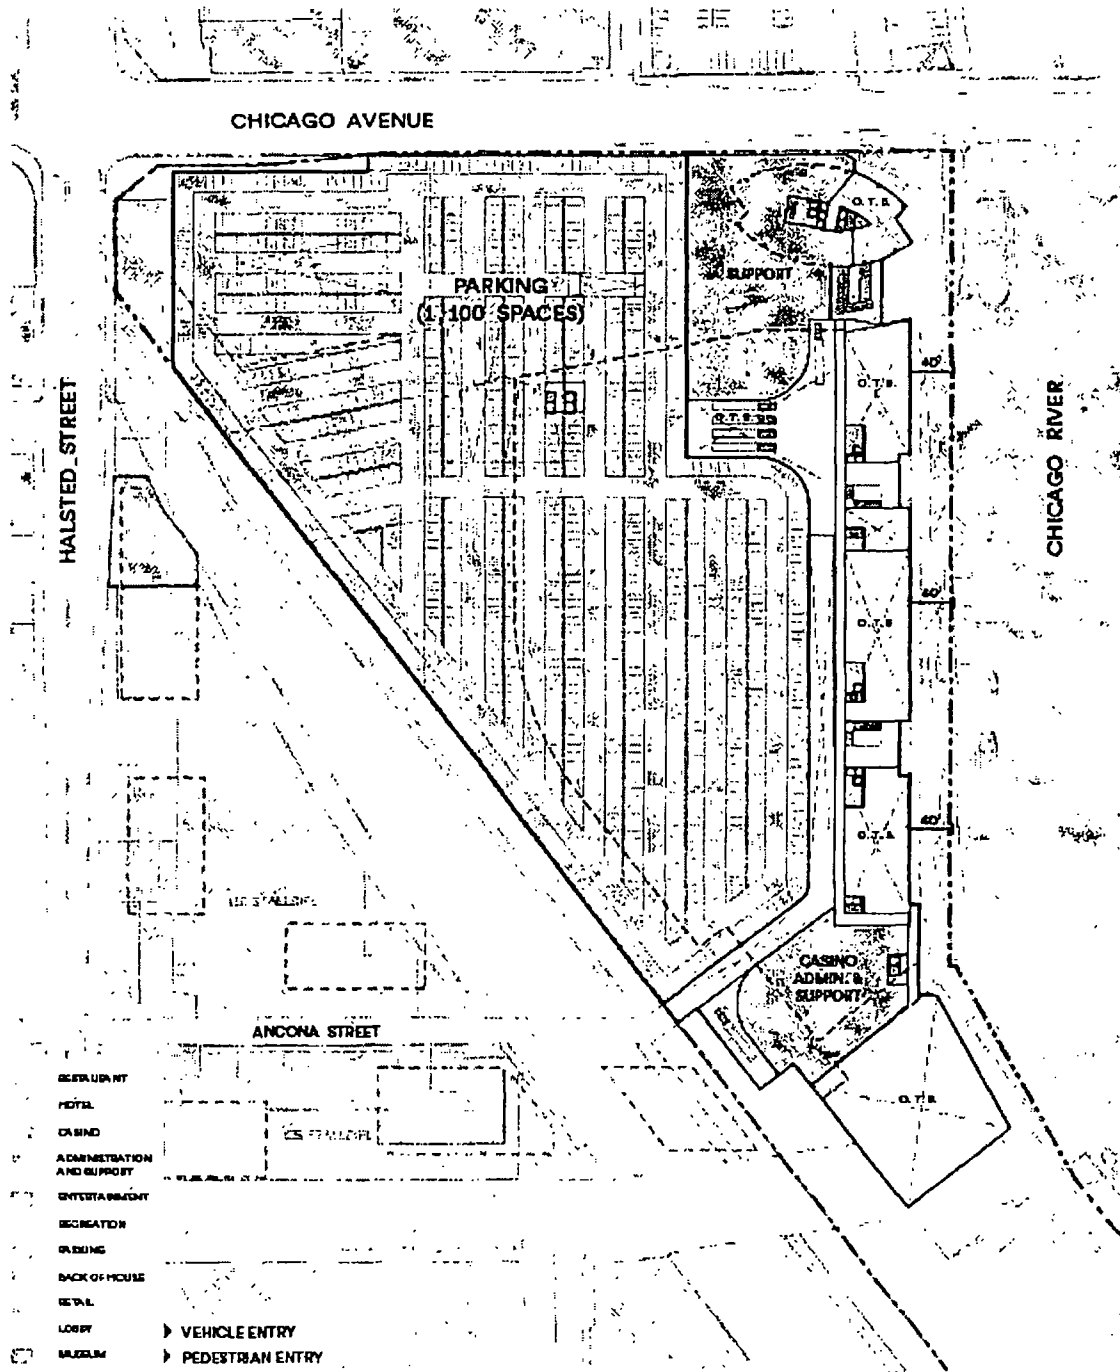 CHICAGO AVENUE
O.T.B.
SUPPORT
PARKING
(1,100 SPACES)
HALSTED STREET
40'
O.T.B.
O.T.B.
CHICAGO RIVER
40'
O.T.B.
40'
O.T.B.
CASINO
ADMIN. &
SUPPORT
ANCONA STREET
O.T.B.
RESTAURANT
HOTEL
CASINO
ADMINISTRATION
AND SUPPORT
ENTERTAINMENT
RECREATION
PARKING
BACK OF HOUSE
RETAIL
LOBBY
VEHICLE ENTRY
MUSEUM
PEDESTRIAN ENTRY